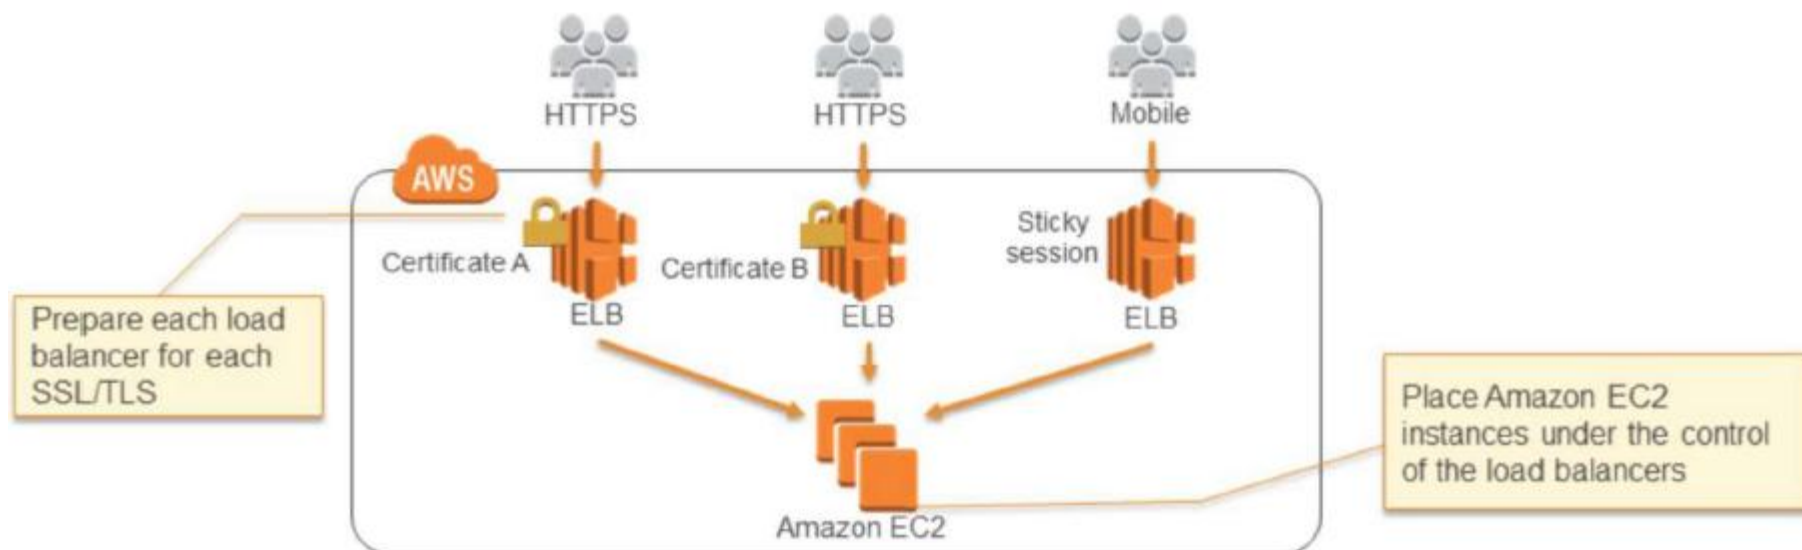 HTTPS
HTTPS
Mobile
AWS
Certificate A
ELB
Certificate B
ELB
Sticky
session
ELB
Prepare each load
balancer for each
SSL/TLS
Place Amazon EC2
instances under the control
of the load balancers
Amazon EC2